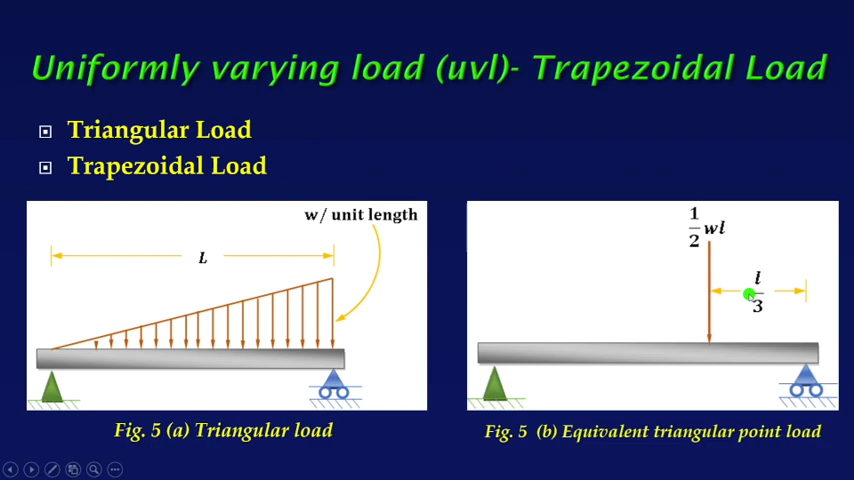 Uniformly varying load (uvl)- Trapezoidal Load
Triangular Load
Trapezoidal Load
w/ unit length
L
Fig. 5 (a) Triangular load
1
2 wl
l
3
Fig. 5 (b) Equivalent triangular point load